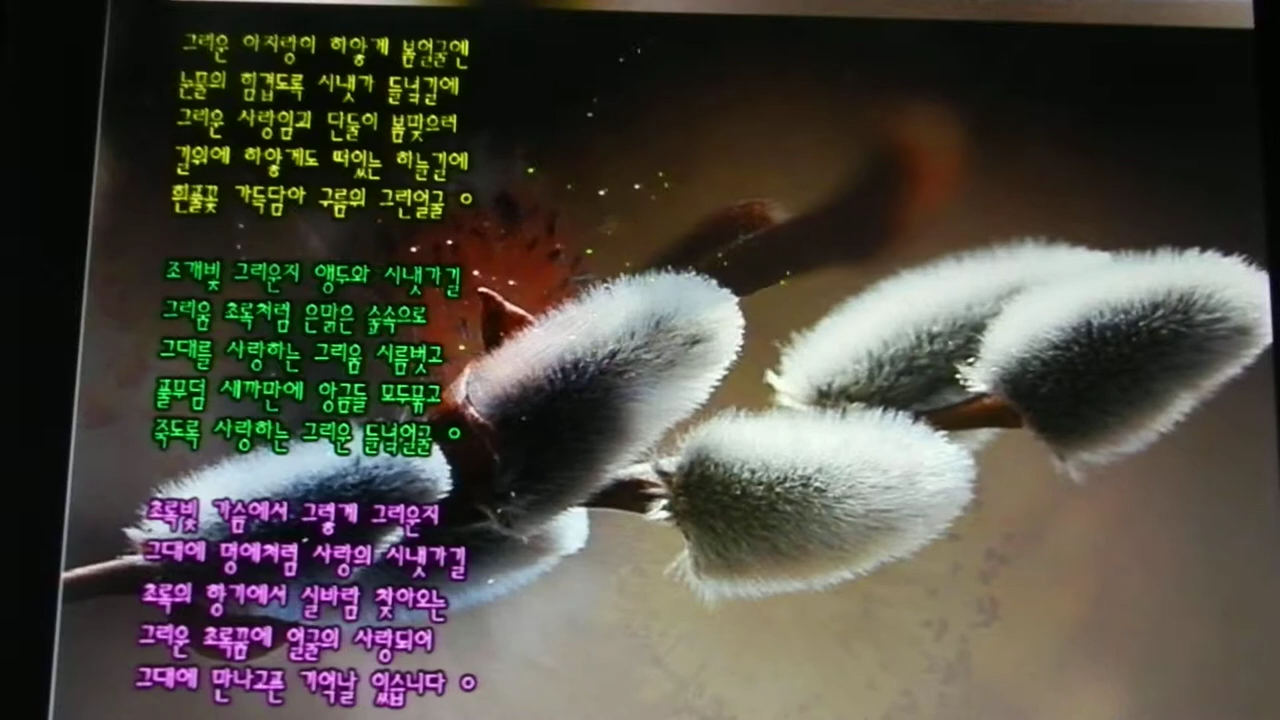 그리운 아지랑이 하얗게 봄얼굴엔
눈물의 힘겹도록 시냇가 들녘길에
그리운 사랑임과 단둘이 봄맞으러
길위에 하얗게도 떠있는 하늘길에
흰풀꽃 가득담아 구름위 그린얼굴 ㅇ
조개빛 그리운지 앵두와 시냇가길
그리움 초록처럼 은맑은 숲속으로
그대를 사랑하는 그리움 시름벗고
풀무덤 새까만에 앙금들 모두묶고
죽도록 사랑하는 그리운 들녘얼굴 ㅇ
초록빛 가슴에서 그렇게 그리운지
그대에 멍에처럼 사랑의 시냇가길
초록의 향기에서 실바람 찾아오는
그리운 초록꿈에 얼굴의 사랑되어
그대에 만나고픈 기억날 있습니다 ㅇ